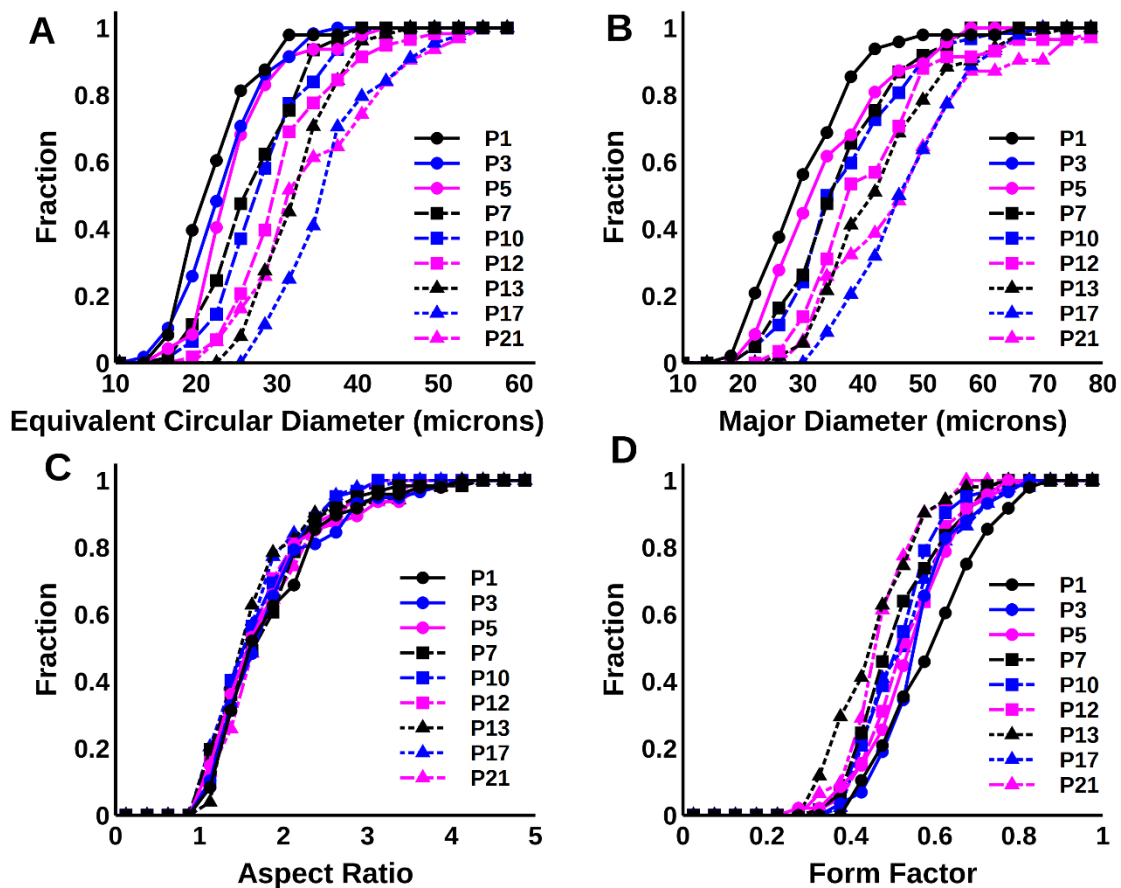 A
1
0.8
0.6
0.4
0.2
0
Fraction
P1
P3
P5
P7
P10
P12
P13
P17
P21
10 20 30 40 50 60
Equivalent Circular Diameter (microns)
B
1
0.8
0.6
0.4
0.2
0
Fraction
P1
P3
P5
P7
P10
P12
P13
P17
P21
10 20 30 40 50 60 70 80
Major Diameter (microns)
C
1
0.8
0.6
0.4
0.2
0
Fraction
P1
P3
P5
P7
P10
P12
P13
P17
P21
0 1 2 3 4 5
Aspect Ratio
D
1
0.8
0.6
0.4
0.2
0
Fraction
P1
P3
P5
P7
P10
P12
P13
P17
P21
0 0.2 0.4 0.6 0.8 1
Form Factor